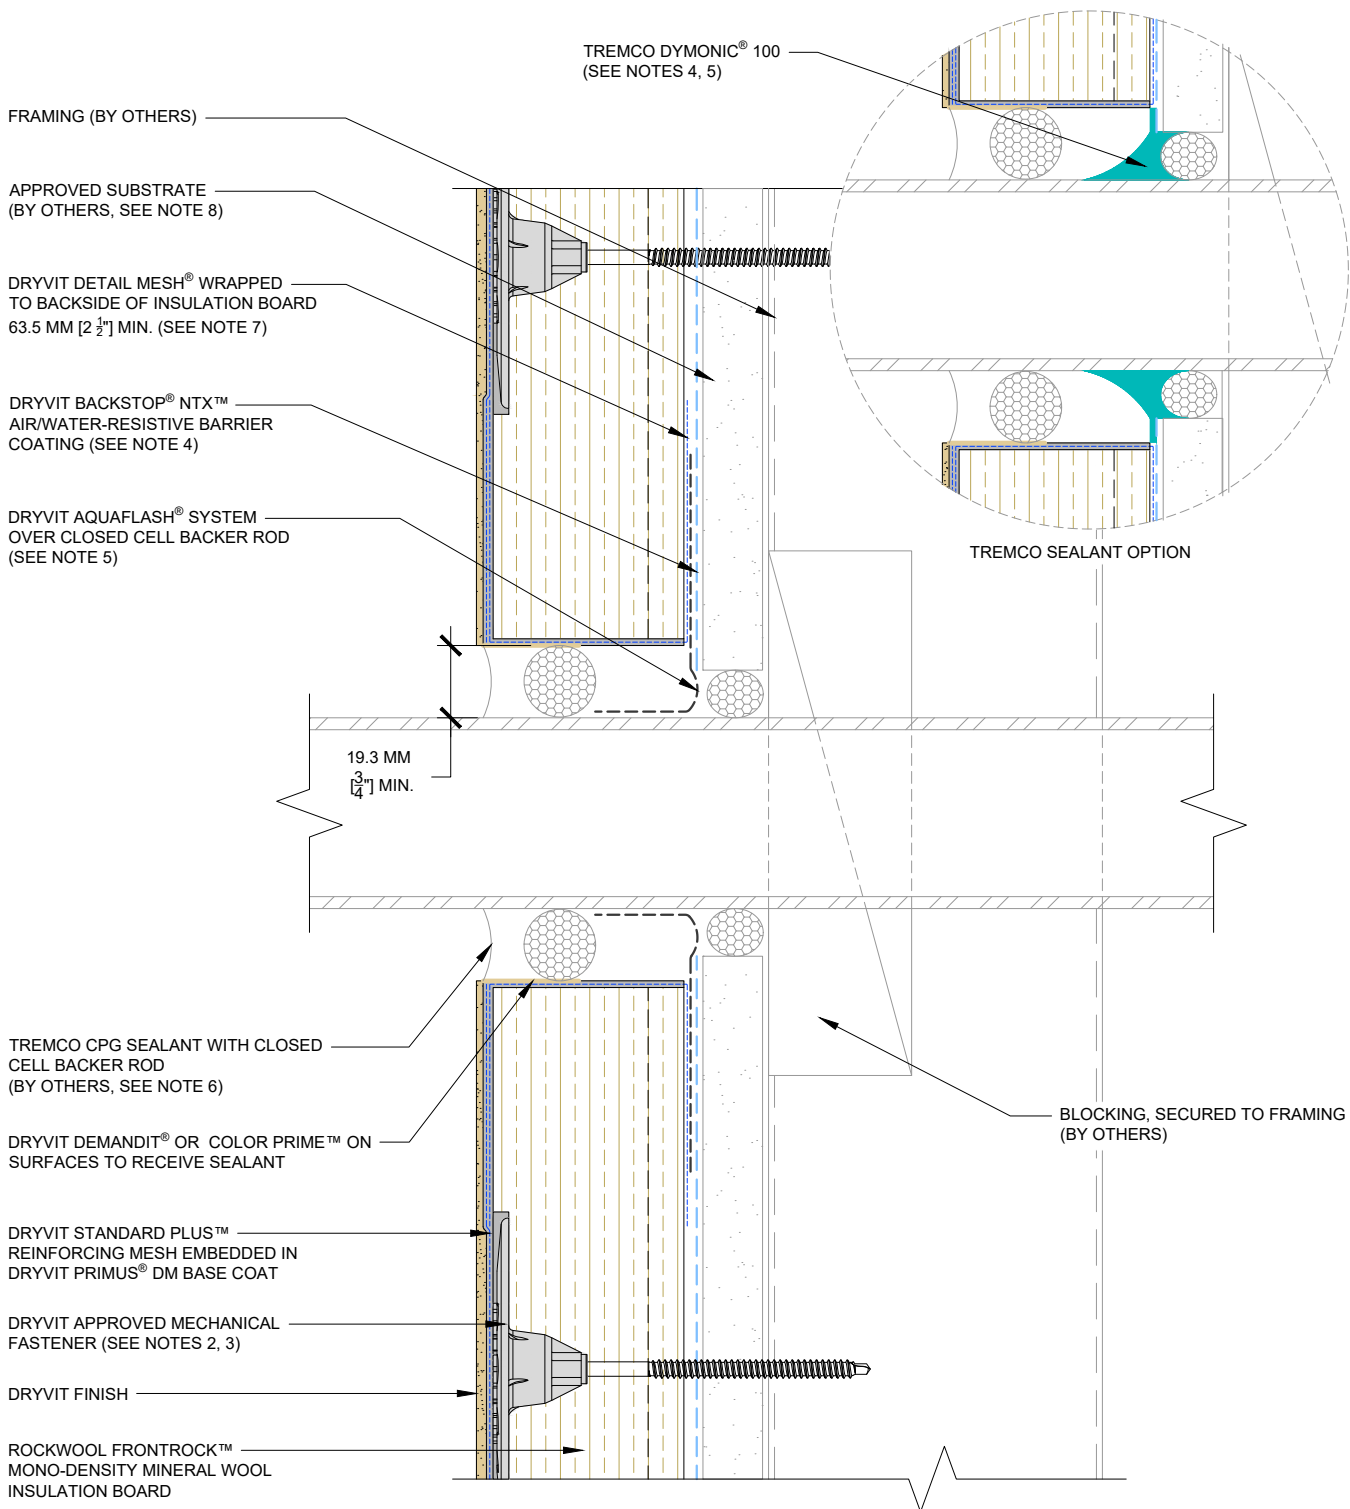 TREMCO DYMONIC® 100
(SEE NOTES 4, 5)
FRAMING (BY OTHERS)
APPROVED SUBSTRATE
(BY OTHERS, SEE NOTE 8)
DRYVIT DETAIL MESH® WRAPPED
TO BACKSIDE OF INSULATION BOARD
63.5 MM [2 1/2"] MIN. (SEE NOTE 7)
DRYVIT BACKSTOP® NTX™
AIR/WATER-RESISTIVE BARRIER
COATING (SEE NOTE 4)
DRYVIT AQUAFLASH® SYSTEM
OVER CLOSED CELL BACKER ROD
(SEE NOTE 5)
TREMCO SEALANT OPTION
19.3 MM
[3/4"] MIN.
TREMCO CPG SEALANT WITH CLOSED
CELL BACKER ROD
(BY OTHERS, SEE NOTE 6)
BLOCKING, SECURED TO FRAMING
(BY OTHERS)
DRYVIT DEMANDIT® OR COLOR PRIME™ ON
SURFACES TO RECEIVE SEALANT
DRYVIT STANDARD PLUS™
REINFORCING MESH EMBEDDED IN
DRYVIT PRIMUS® DM BASE COAT
DRYVIT APPROVED MECHANICAL
FASTENER (SEE NOTES 2, 3)
DRYVIT FINISH
ROCKWOOL FRONTROCK™
MONO-DENSITY MINERAL WOOL
INSULATION BOARD